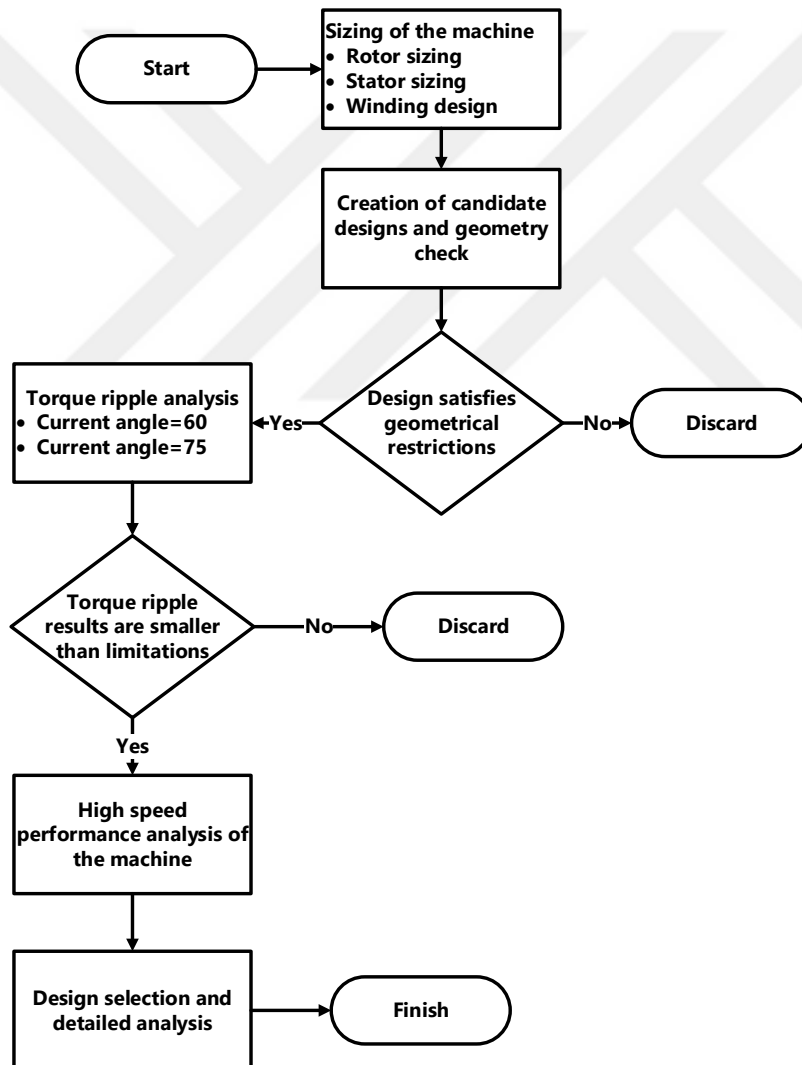 Start
Sizing of the machine
• Rotor sizing
• Stator sizing
• Winding design
Creation of candidate
designs and geometry
check
Design satisfies
geometrical
restrictions
Yes
No
Discard
Torque ripple analysis
• Current angle=60
• Current angle=75
Torque ripple
results are smaller
than limitations
No
Discard
Yes
High speed
performance analysis of
the machine
Design selection and
detailed analysis
Finish